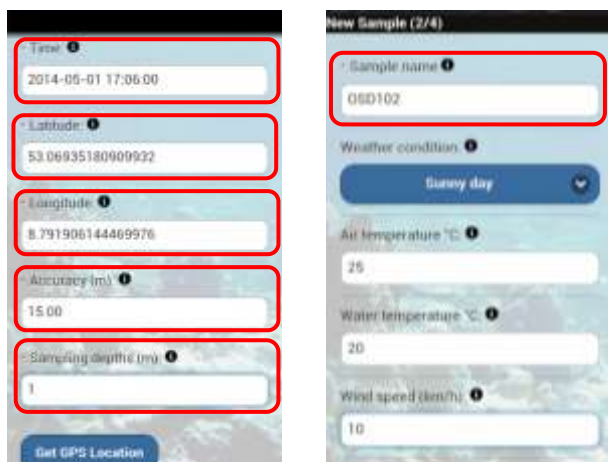 * Time: i
2014-05-01 17:06:00
* Latitude: i
53.06935180909932
* Longitude: i
8.791906144469976
* Accuracy (m): i
15.00
* Sampling depths (m): i
1
Get GPS Location
New Sample (2/4)
* Sample name i
OSD102
Weather condition: i
Sunny day
Air temperature °C: i
25
Water temperature °C: i
20
Wind speed (km/h): i
10